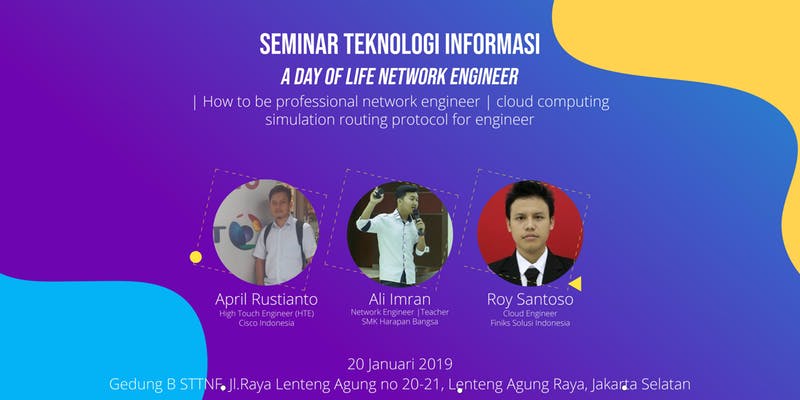 SEMINAR TEKNOLOGI INFORMASI
A DAY OF LIFE NETWORK ENGINEER
| How to be professional network engineer | cloud computing
simulation routing protocol for engineer
April Rustianto
High Touch Engineer (HTE)
Cisco Indonesia
Ali Imran
Network Engineer |Teacher
SMK Harapan Bangsa
Roy Santoso
Cloud Engineer
Finiks Solusi Indonesia
20 Januari 2019
Gedung B STTNF, Jl.Raya Lenteng Agung no 20-21, Lenteng Agung Raya, Jakarta Selatan